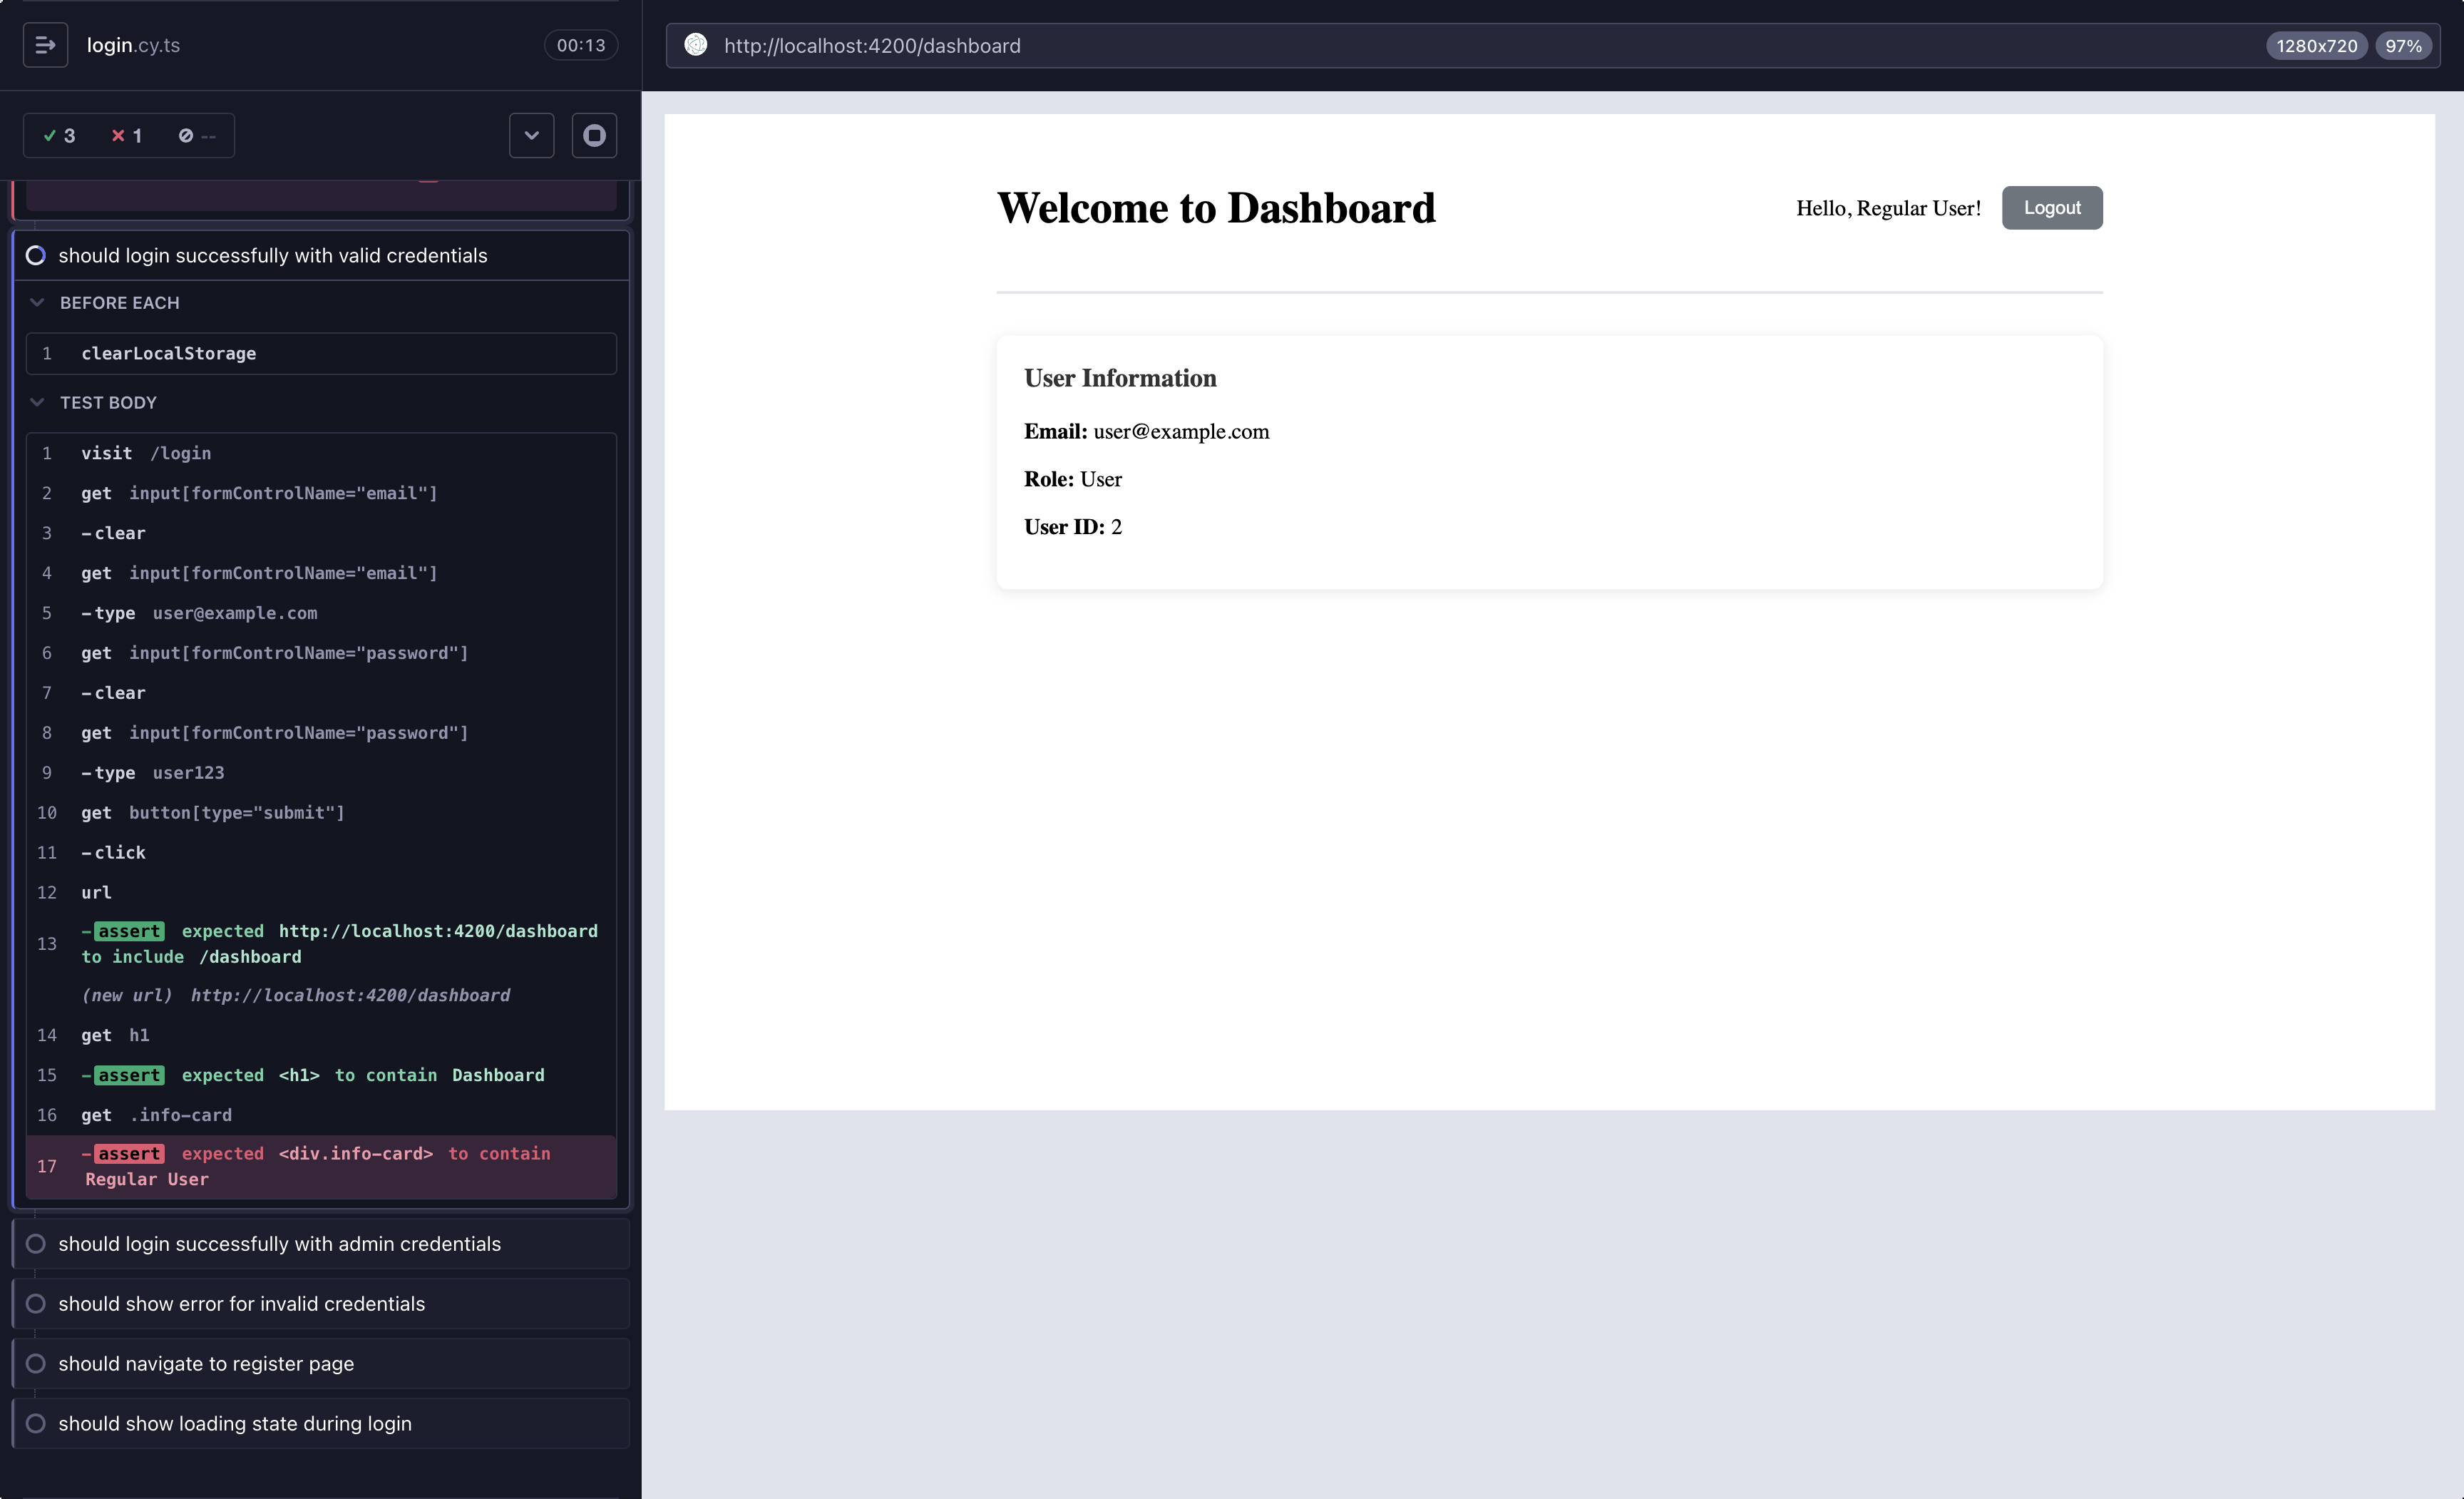 login.cy.ts
00:13
3
1
--
should login successfully with valid credentials
BEFORE EACH
1 clearLocalStorage
TEST BODY
1 visit /login
2 get input[formControlName="email"]
3 -clear
4 get input[formControlName="email"]
5 -type user@example.com
6 get input[formControlName="password"]
7 -clear
8 get input[formControlName="password"]
9 -type user123
10 get button[type="submit"]
11 -click
12 url
13 -assert expected http://localhost:4200/dashboard
to include /dashboard
(new url) http://localhost:4200/dashboard
14 get h1
15 -assert expected <h1> to contain Dashboard
16 get .info-card
17 -assert expected <div.info-card> to contain
Regular User
should login successfully with admin credentials
should show error for invalid credentials
should navigate to register page
should show loading state during login
http://localhost:4200/dashboard
1280x720 97%
Welcome to Dashboard
Hello, Regular User!
Logout
User Information
Email: user@example.com
Role: User
User ID: 2